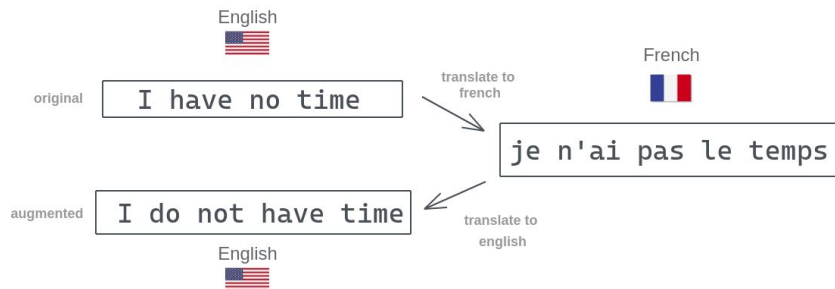 English
French
translate to
french
original
I have no time
je n'ai pas le temps
augmented
I do not have time
translate to
english
English